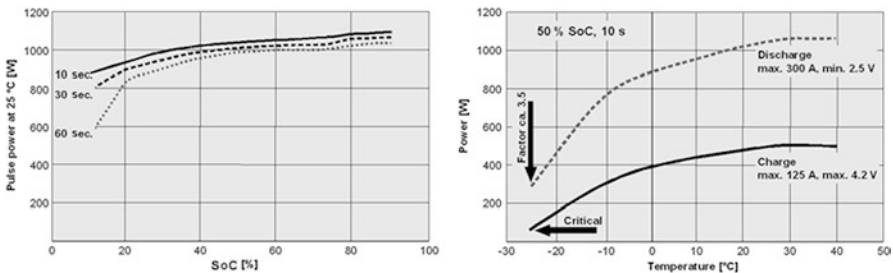 1200
1000
800
600
400
200
0
0
20
40
60
80
100
Pulse power at 25 °C [W]
SoC [%]
10 sec.
30 sec.
60 sec.
1200
1000
800
600
400
200
-30
-20
-10
0
10
20
30
40
50
Power [W]
Temperature [°C]
50 % SoC, 10 s
Discharge
max. 300 A, min. 2.5 V
Factor ca. 3.5
Charge
max. 125 A, max. 4.2 V
Critical